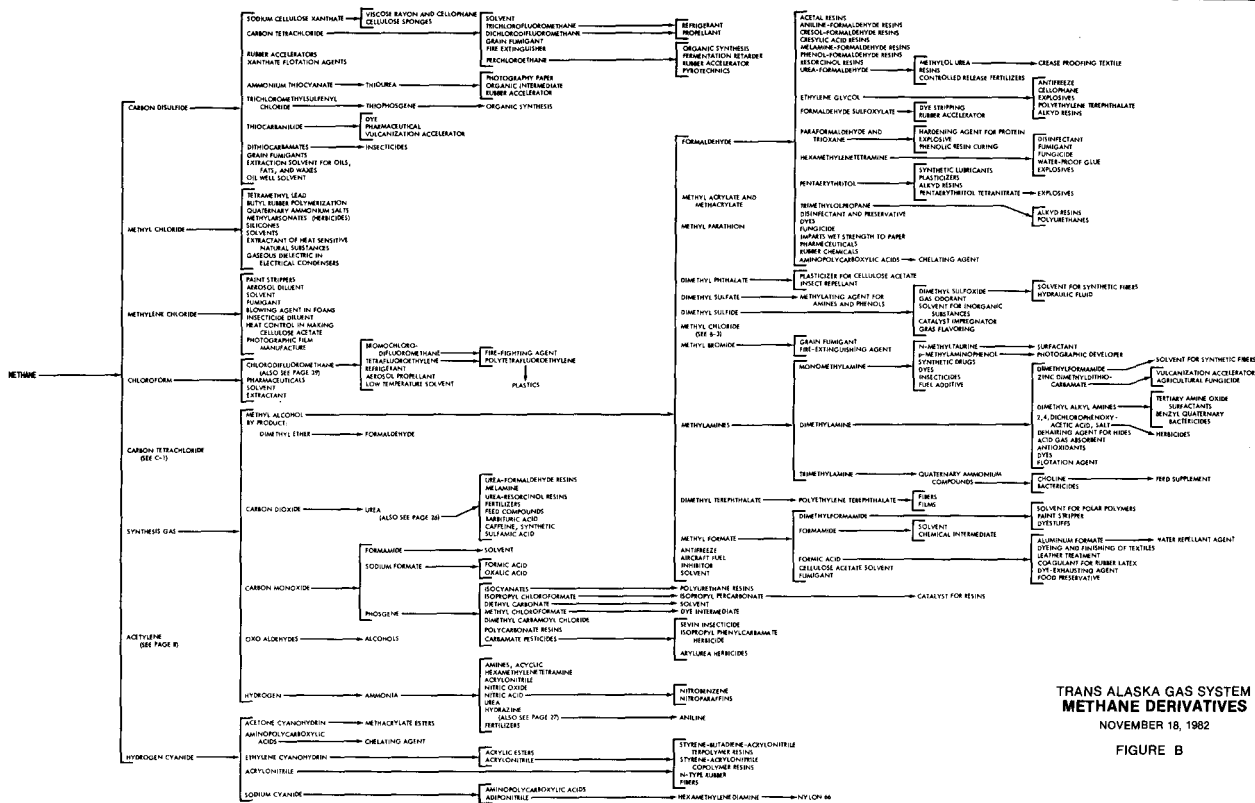 METHANE
CARBON DISULFIDE
SODIUM CELLULOSE XANTHATE
VISCOSE RAYON AND CELLOPHANE
CELLULOSE SPONGES
CARBON TETRACHLORIDE
SOLVENT
TRICHLOROFLUOROMETHANE
DICHLORODIFLUOROMETHANE
GRAIN FUMIGANT
FIRE EXTINGUISHER
PERCHLOROETHANE
REFRIGERANT
PROPELLANT
ORGANIC SYNTHESIS
FERMENTATION RETARDER
RUBBER ACCELERATOR
PYROTECHNICS
RUBBER ACCELERATORS
XANTHATE FLOTATION AGENTS
AMMONIUM THIOCYANATE
THIOUREA
PHOTOGRAPHY PAPER
ORGANIC INTERMEDIATE
RUBBER ACCELERATOR
TRICHLOROMETHYLSULFENYL
CHLORIDE
THIOPHOSGENE
ORGANIC SYNTHESIS
THIOCARBANILIDE
DYE
PHARMACEUTICAL
VULCANIZATION ACCELERATOR
DITHIOCARBAMATES
INSECTICIDES
GRAIN FUMIGANTS
EXTRACTION SOLVENT FOR OILS,
FATS, AND WAXES
OIL WELL SOLVENT
METHYL CHLORIDE
TETRAMETHYL LEAD
BUTYL RUBBER POLYMERIZATION
QUATERNARY AMMONIUM SALTS
METHYLARSONATES (HERBICIDES)
SILICONES
SOLVENTS
EXTRACTANT OF HEAT SENSITIVE
NATURAL SUBSTANCES
GASEOUS DIELECTRIC IN
ELECTRICAL CONDENSERS
METHYLENE CHLORIDE
PAINT STRIPPERS
AEROSOL DILUENT
SOLVENT
FUMIGANT
BLOWING AGENT IN FOAMS
INSECTICIDE DILUENT
HEAT CONTROL IN MAKING
CELLULOSE ACETATE
PHOTOGRAPHIC FILM
MANUFACTURE
CHLOROFORM
CHLORODIFLUOROMETHANE
(ALSO SEE PAGE 39)
PHARMACEUTICALS
SOLVENT
EXTRACTANT
BROMOCHLORO-
DIFLUOROMETHANE
TETRAFLUOROETHYLENE
REFRIGERANT
AEROSOL PROPELLANT
LOW TEMPERATURE SOLVENT
FIRE-FIGHTING AGENT
POLYTETRAFLUOROETHYLENE
PLASTICS
CARBON TETRACHLORIDE
(SEE C-1)
SYNTHESIS GAS
METHYL ALCOHOL
BY PRODUCT:
DIMETHYL ETHER
FORMALDEHYDE
CARBON DIOXIDE
UREA
(ALSO SEE PAGE 26)
UREA-FORMALDEHYDE RESINS
MELAMINE
UREA-RESORCINOL RESINS
FERTILIZERS
FEED COMPOUNDS
BARBITURIC ACID
CAFFEINE, SYNTHETIC
SULFAMIC ACID
CARBON MONOXIDE
FORMAMIDE
SOLVENT
SODIUM FORMATE
FORMIC ACID
OXALIC ACID
PHOSGENE
ISOCYANATES
POLYURETHANE RESINS
ISOPROPYL CHLOROFORMATE
ISOPROPYL PERCARBONATE
CATALYST FOR RESINS
DIETHYL CARBONATE
SOLVENT
METHYL CHLOROFORMATE
DYE INTERMEDIATE
DIMETHYL CARBAMOYL CHLORIDE
POLYCARBONATE RESINS
CARBAMATE PESTICIDES
SEVIN INSECTICIDE
ISOPROPYL PHENYLCARBAMATE
HERBICIDE
ARYLUREA HERBICIDES
OXO ALDEHYDES
ALCOHOLS
HYDROGEN
AMMONIA
AMINES, ACYCLIC
HEXAMETHYLENETETRAMINE
ACRYLONITRILE
NITRIC OXIDE
NITRIC ACID
UREA
HYDRAZINE
(ALSO SEE PAGE 27)
FERTILIZERS
NITROBENZENE
NITROPARAFFINS
ANILINE
ACETYLENE
(SEE PAGE 8)
HYDROGEN CYANIDE
ACETONE CYANOHYDRIN
METHACRYLATE ESTERS
AMINOPOLYCARBOXYLIC
ACIDS
CHELATING AGENT
ETHYLENE CYANOHYDRIN
ACRYLIC ESTERS
ACRYLONITRILE
ACRYLONITRILE
STYRENE-BUTADIENE-ACRYLONITRILE
TERPOLYMER RESINS
STYRENE-ACRYLONITRILE
COPOLYMER RESINS
N-TYPE RUBBER
FIBERS
SODIUM CYANIDE
AMINOPOLYCARBOXYLIC ACIDS
ADIPONITRILE
HEXAMETHYLENE DIAMINE
NYLON 66
FORMALDEHYDE
ACETAL RESINS
ANILINE-FORMALDEHYDE RESINS
CRESOL-FORMALDEHYDE RESINS
CRESYLIC ACID RESINS
MELAMINE-FORMALDEHYDE RESINS
PHENOL-FORMALDEHYDE RESINS
RESORCINOL RESINS
UREA-FORMALDEHYDE
METHYLOL UREA
RESINS
CONTROLLED RELEASE FERTILIZERS
CREASE PROOFING TEXTILE
ETHYLENE GLYCOL
ANTIFREEZE
CELLOPHANE
EXPLOSIVES
POLYETHYLENE TEREPHTHALATE
ALKYD RESINS
FORMALDEHYDE SULFOXYLATE
DYE STRIPPING
RUBBER ACCELERATOR
PARAFORMALDEHYDE AND
TRIOXANE
HARDENING AGENT FOR PROTEIN
EXPLOSIVE
PHENOLIC RESIN CURING
HEXAMETHYLENETETRAMINE
DISINFECTANT
FUMIGANT
FUNGICIDE
WATER-PROOF GLUE
EXPLOSIVES
PENTAERYTHRITOL
SYNTHETIC LUBRICANTS
PLASTICIZERS
ALKYD RESINS
PENTAERYTHRITOL TETRANITRATE
EXPLOSIVES
TRIMETHYLOLPROPANE
ALKYD RESINS
POLYURETHANES
DISINFECTANT AND PRESERVATIVE
DYES
FUNGICIDE
IMPARTS WET STRENGTH TO PAPER
PHARMECEUTICALS
RUBBER CHEMICALS
AMINOPOLYCARBOXYLIC ACIDS
CHELATING AGENT
METHYL ACRYLATE AND
METHACRYLATE
METHYL PARATHION
DIMETHYL PHTHALATE
PLASTICIZER FOR CELLULOSE ACETATE
INSECT REPELLANT
DIMETHYL SULFATE
METHYLATING AGENT FOR
AMINES AND PHENOLS
DIMETHYL SULFIDE
DIMETHYL SULFOXIDE
GAS ODORANT
SOLVENT FOR INORGANIC
SUBSTANCES
CATALYST IMPREGNATOR
GRAS FLAVORING
SOLVENT FOR SYNTHETIC FIBERS
HYDRAULIC FLUID
METHYL CHLORIDE
(SEE B-3)
METHYL BROMIDE
GRAIN FUMIGANT
FIRE-EXTINGUISHING AGENT
METHYLAMINES
MONOMETHYLAMINE
N-METHYLTAURINE
SURFACTANT
p-METHYLAMINOPHENOL
PHOTOGRAPHIC DEVELOPER
SYNTHETIC DRUGS
DYES
INSECTICIDES
FUEL ADDITIVE
DIMETHYLAMINE
DIMETHYLFORMAMIDE
SOLVENT FOR SYNTHETIC FIBERS
ZINC DIMETHYLDITHIO-
CARBAMATE
VULCANIZATION ACCELERATOR
AGRICULTURAL FUNGICIDE
DIMETHYL ALKYL AMINES
TERTIARY AMINE OXIDE
SURFACTANTS
BENZYL QUATERNARY
BACTERICIDES
2,4,DICHLOROPHENOXY-
ACETIC ACID, SALT
HERBICIDES
DEHAIRING AGENT FOR HIDES
ACID GAS ABSORBENT
ANTIOXIDANTS
DYES
FLOTATION AGENT
TRIMETHYLAMINE
QUATERNARY AMMONIUM
COMPOUNDS
CHOLINE
BACTERICIDES
FEED SUPPLEMENT
DIMETHYL TEREPHTHALATE
POLYETHYLENE TEREPHTHALATE
FIBERS
FILMS
METHYL FORMATE
DIMETHYLFORMAMIDE
SOLVENT FOR POLAR POLYMERS
PAINT STRIPPER
DYESTUFFS
FORMAMIDE
SOLVENT
CHEMICAL INTERMEDIATE
FORMIC ACID
ALUMINUM FORMATE
WATER REPELLANT AGENT
DYEING AND FINISHING OF TEXTILES
LEATHER TREATMENT
COAGULANT FOR RUBBER LATEX
DYE-EXHAUSTING AGENT
FOOD PRESERVATIVE
CELLULOSE ACETATE SOLVENT
FUMIGANT
ANTIFREEZE
AIRCRAFT FUEL
INHIBITOR
SOLVENT
TRANS ALASKA GAS SYSTEM
METHANE DERIVATIVES
NOVEMBER 18, 1982
FIGURE B